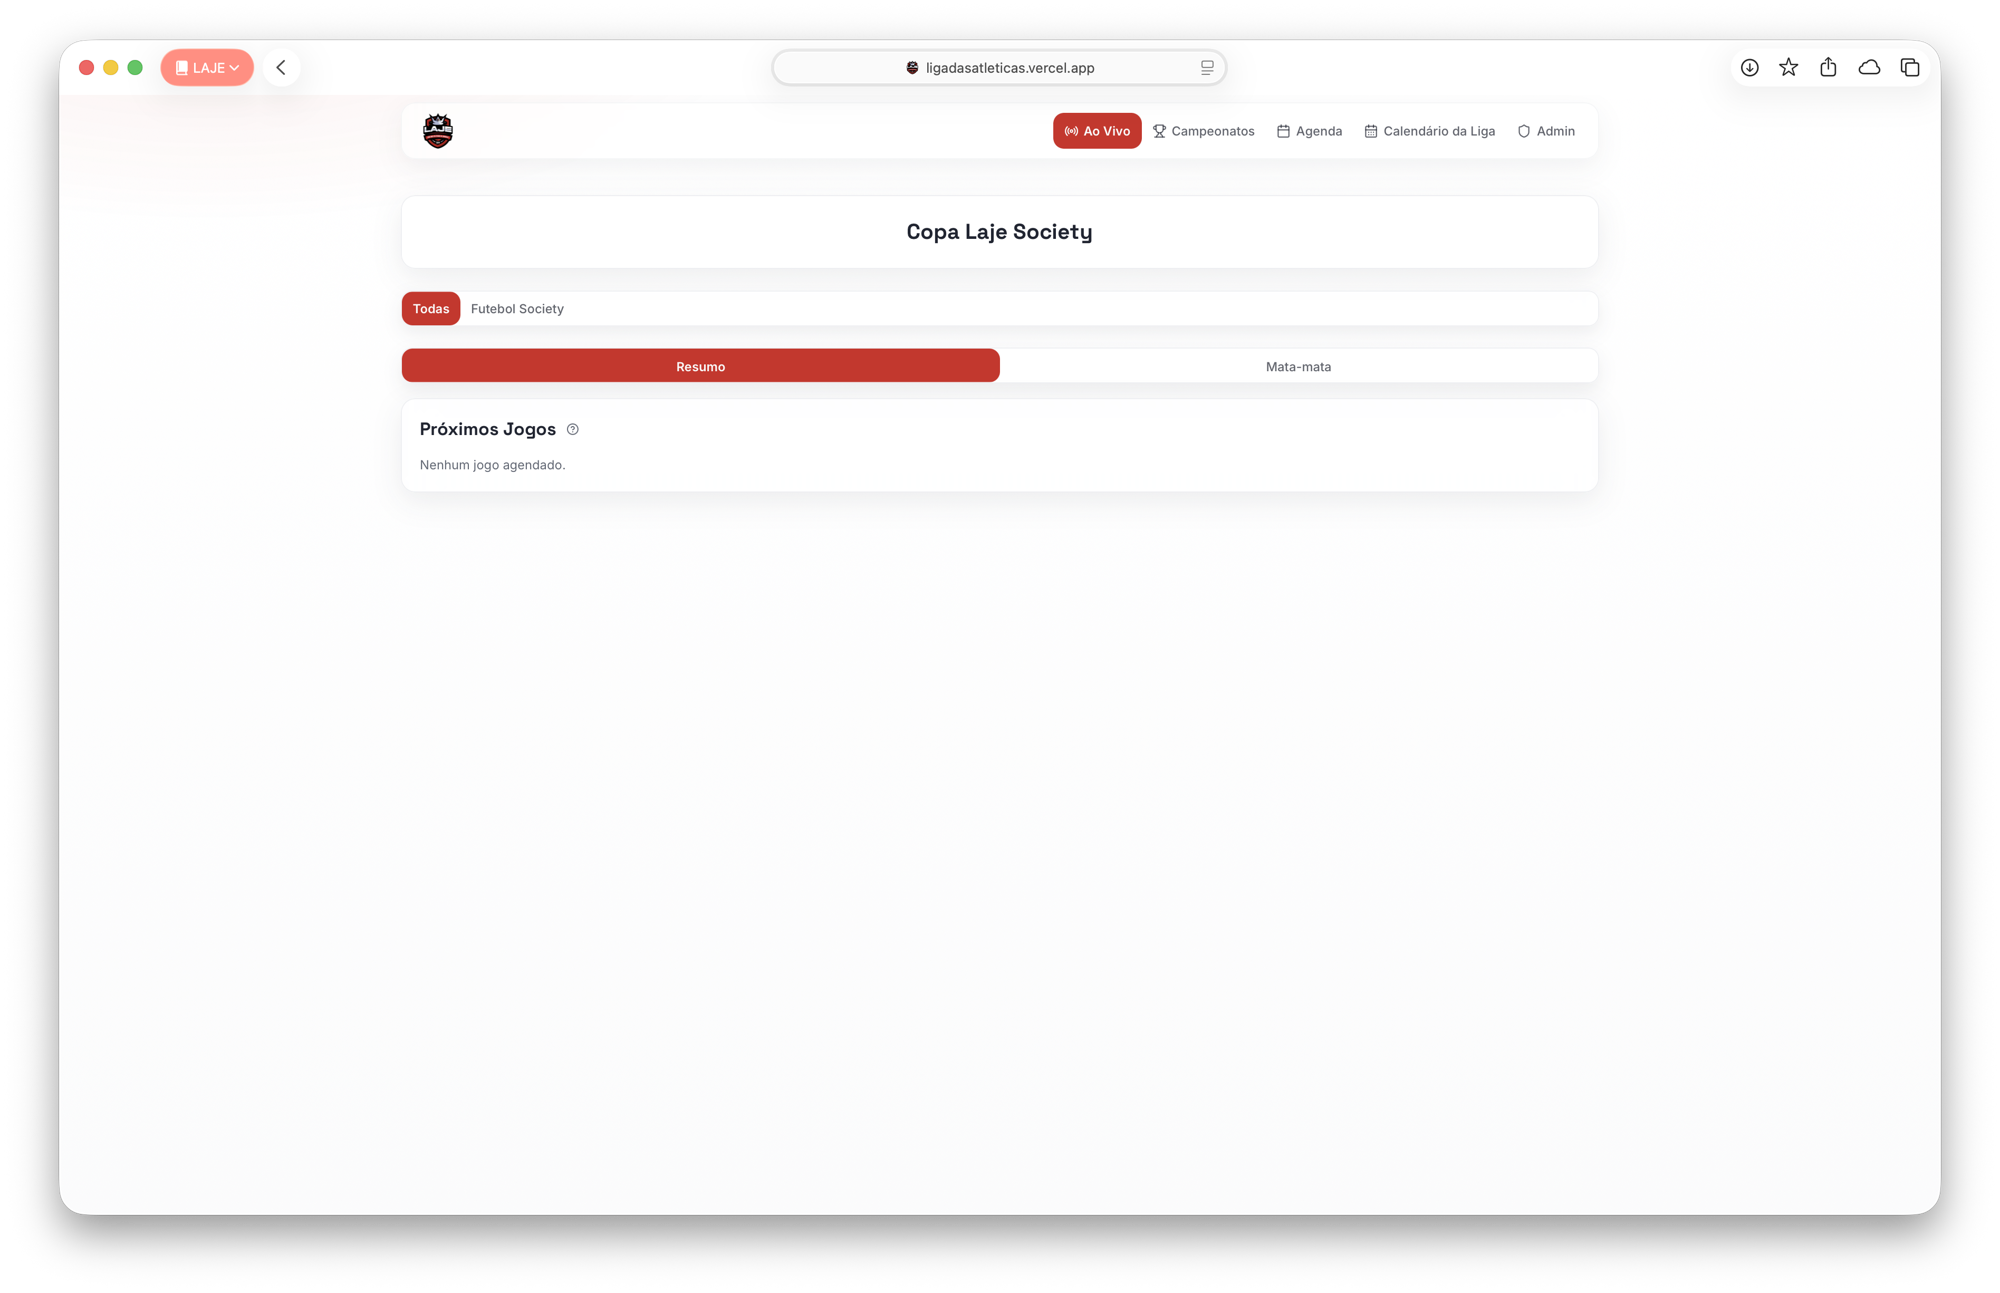 LAJE
ligadasatleticas.vercel.app
LAJE
Ao Vivo
Campeonatos
Agenda
Calendário da Liga
Admin
Copa Laje Society
Todas
Futebol Society
Resumo
Mata-mata
Próximos Jogos
Nenhum jogo agendado.